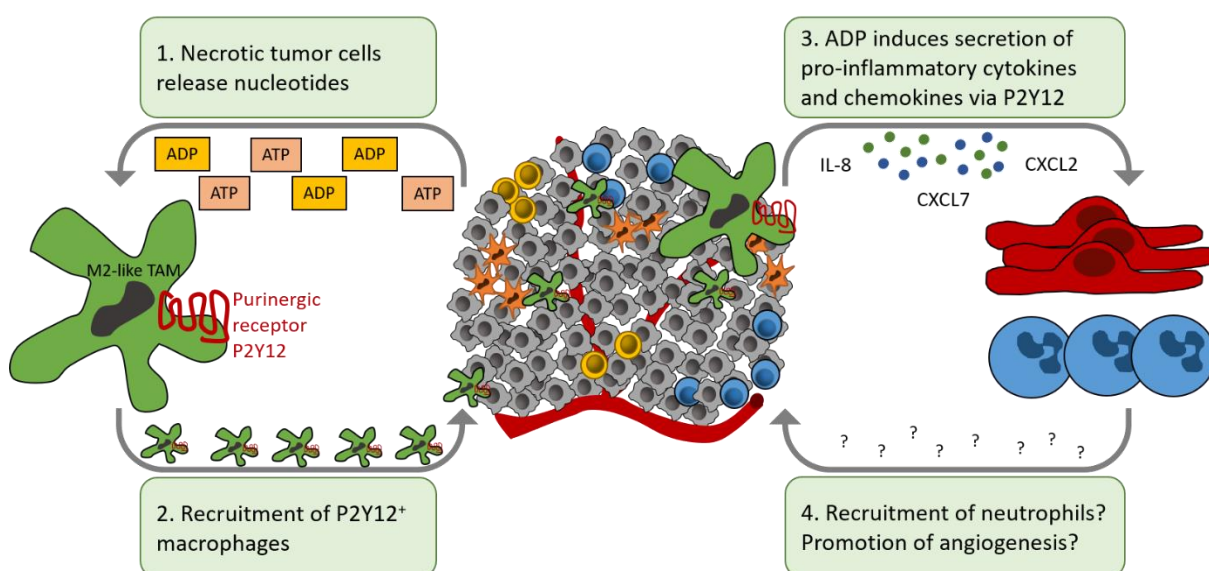 1. Necrotic tumor cells
release nucleotides
ADP
ATP
ADP
ATP
ADP
ATP
M2-like TAM
Purinergic
receptor
P2Y12
2. Recruitment of P2Y12⁺
macrophages
3. ADP induces secretion of
pro-inflammatory cytokines
and chemokines via P2Y12
IL-8
CXCL2
CXCL7
? ? ? ? ? ? ? ?
4. Recruitment of neutrophils?
Promotion of angiogenesis?